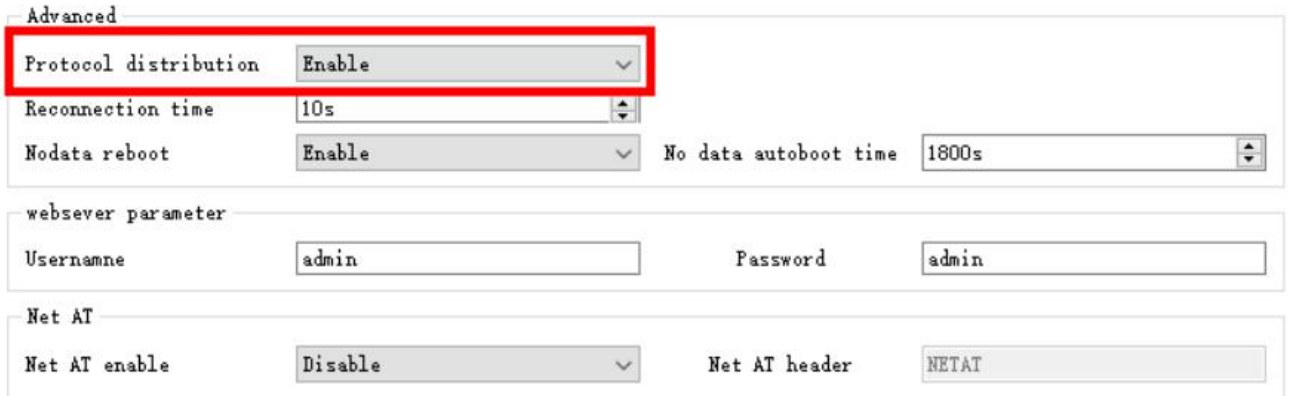 Advanced
Protocol distribution Enable
Reconnection time 10s
Nodata reboot Enable No data autoboot time 1800s
websever parameter
Usernamne admin Password admin
Net AT
Net AT enable Disable Net AT header NETAT